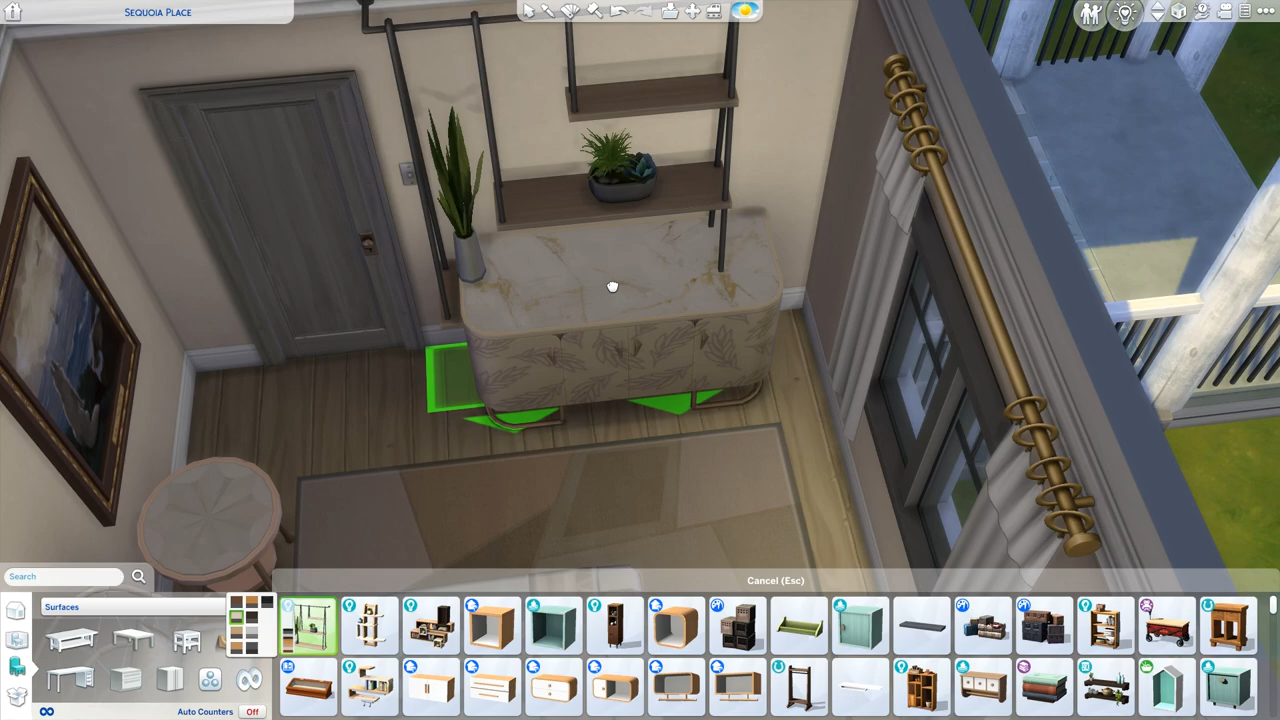 SEQUOIA PLACE
Cancel (Esc)
Search
Surfaces
Auto Counters
Off